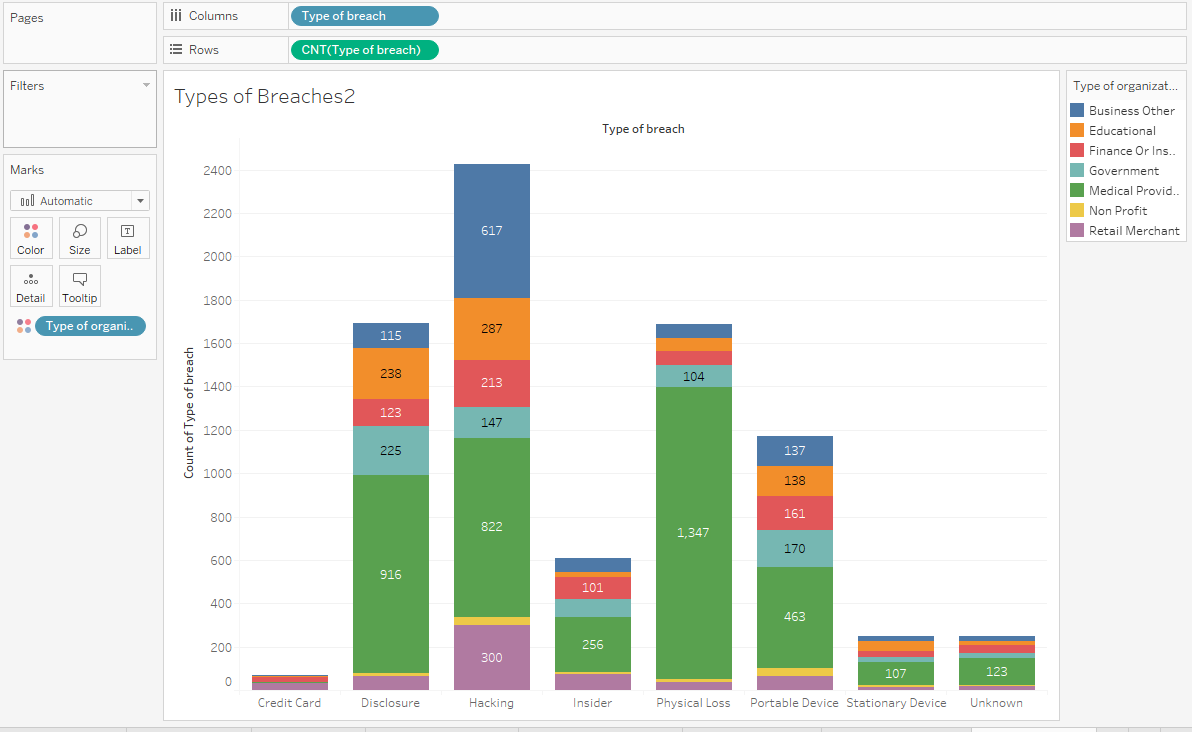 Pages
Columns
Type of breach
Rows
CNT(Type of breach)
Filters
Marks
Automatic
Color
Size
Label
Detail
Tooltip
Type of organi..
Types of Breaches2
Type of breach
Count of Type of breach
2400
2200
2000
1800
1600
1400
1200
1000
800
600
400
200
0
115
238
123
225
916
617
287
213
147
822
300
101
256
104
1,347
137
138
161
170
463
107
123
Credit Card
Disclosure
Hacking
Insider
Physical Loss
Portable Device
Stationary Device
Unknown
Type of organizat...
Business Other
Educational
Finance Or Ins..
Government
Medical Provid..
Non Profit
Retail Merchant